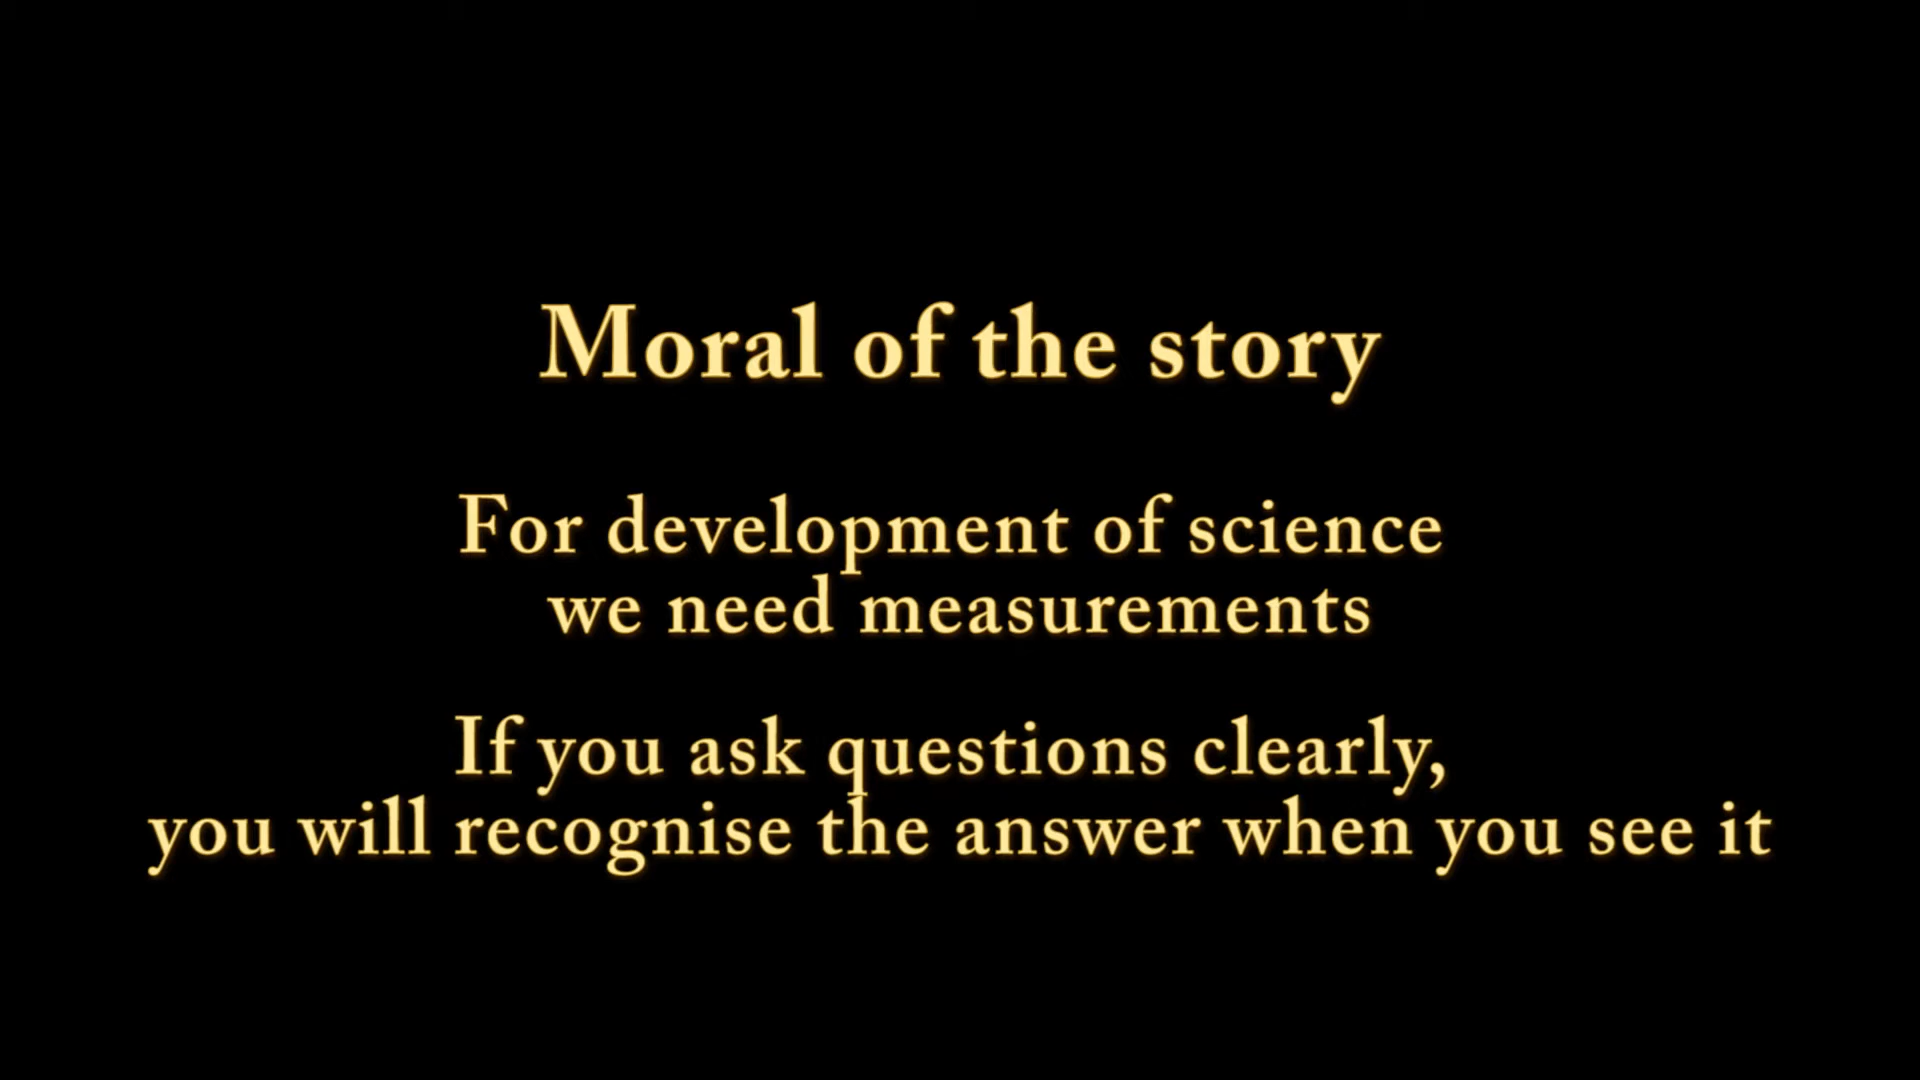 Moral of the story
For development of science
we need measurements
If you ask questions clearly,
you will recognise the answer when you see it